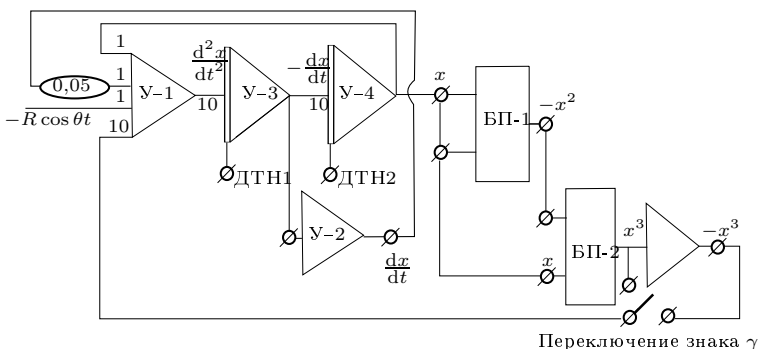 1
1
1
10
0,05
−R cos θt
У–1
d²x
dt²
10
У–3
− dx
dt
10
У–4
ДТН1
ДТН2
У–2
dx
dt
x
БП-1
−x²
x
БП-2
x³
−x³
Переключение знака γ